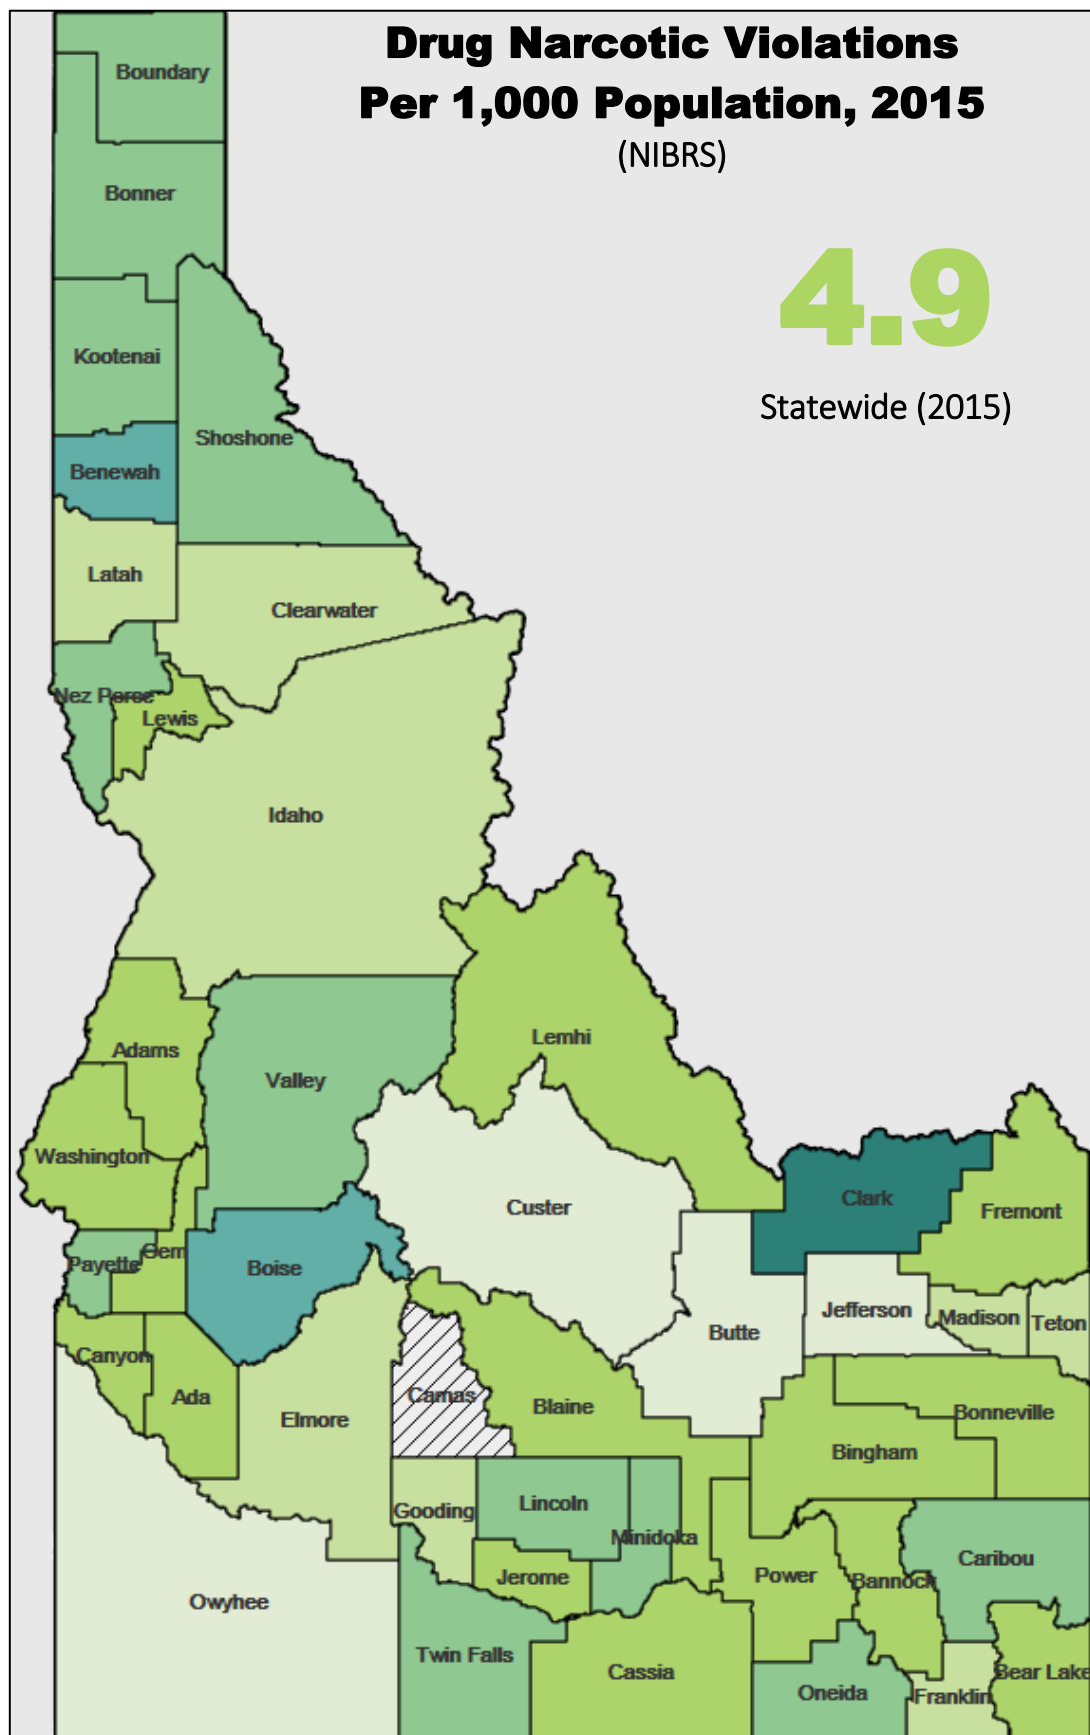 Drug Narcotic Violations
Per 1,000 Population, 2015
(NIBRS)
4.9
Statewide (2015)
Boundary
Bonner
Kootenai
Shoshone
Benewah
Latah
Clearwater
Nez Perce
Lewis
Idaho
Lemhi
Adams
Valley
Washington
Custer
Clark
Fremont
Payette
Gem
Boise
Jefferson
Madison
Teton
Butte
Canyon
Ada
Elmore
Camas
Blaine
Bonneville
Bingham
Gooding
Lincoln
Minidoka
Jerome
Power
Bannock
Caribou
Owyhee
Twin Falls
Cassia
Oneida
Franklin
Bear Lake